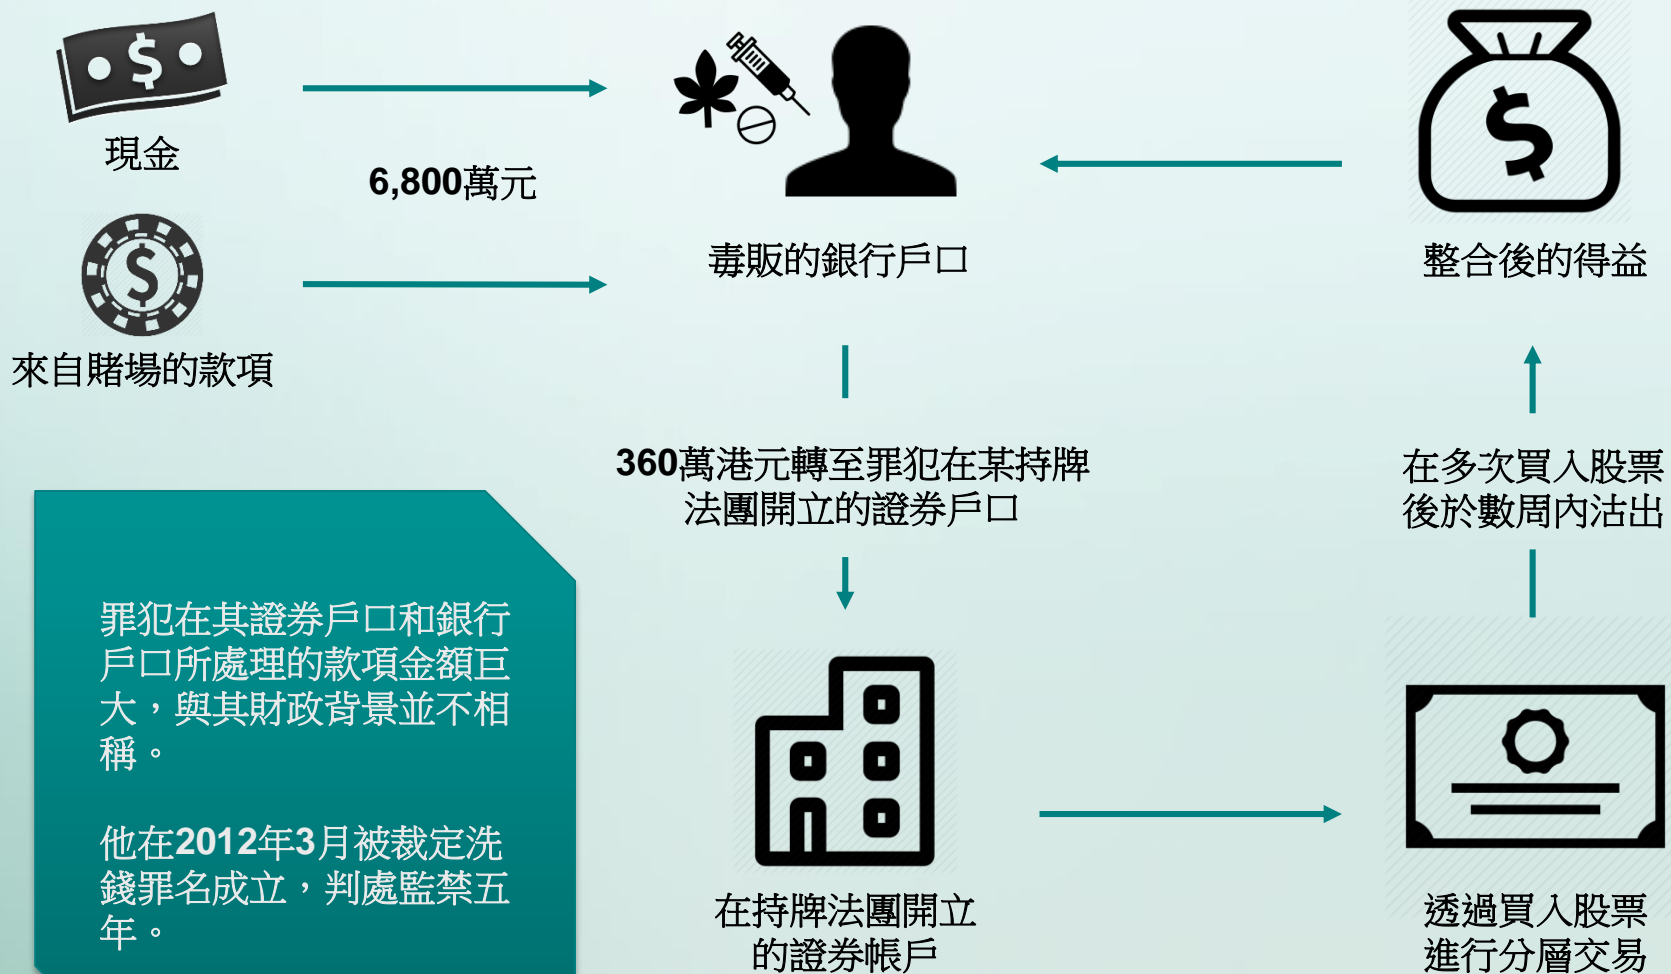 現金
6,800萬元
來自賭場的款項
毒販的銀行戶口
整合後的得益
360萬港元轉至罪犯在某持牌
法團開立的證券戶口
在多次買入股票
後於數周內沽出
罪犯在其證券戶口和銀行
戶口所處理的款項金額巨
大，與其財政背景並不相
稱。
他在2012年3月被裁定洗
錢罪名成立，判處監禁五
年。
在持牌法團開立
的證券帳戶
透過買入股票
進行分層交易